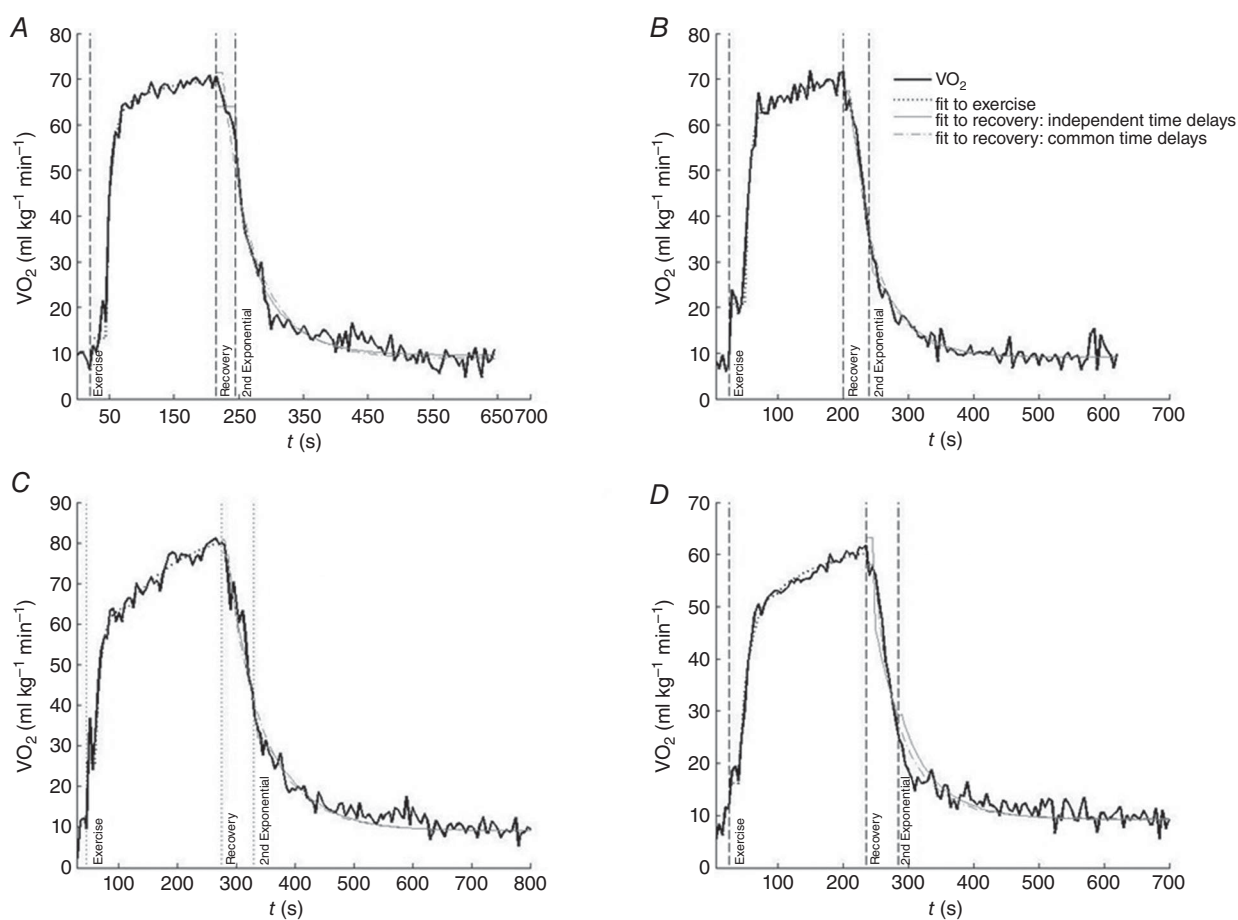 A
80
70
60
50
40
30
20
10
0
VO₂ (ml kg⁻¹ min⁻¹)
Exercise
Recovery
2nd Exponential
50 150 250 350 450 550 650 700
t (s)
B
80
70
60
50
40
30
20
10
0
VO₂ (ml kg⁻¹ min⁻¹)
VO₂
fit to exercise
fit to recovery: independent time delays
fit to recovery: common time delays
Exercise
Recovery
2nd Exponential
100 200 300 400 500 600 700
t (s)
C
90
80
70
60
50
40
30
20
10
0
VO₂ (ml kg⁻¹ min⁻¹)
Exercise
Recovery
2nd Exponential
100 200 300 400 500 600 700 800
t (s)
D
70
60
50
40
30
20
10
0
VO₂ (ml kg⁻¹ min⁻¹)
Exercise
Recovery
2nd Exponential
100 200 300 400 500 600 700
t (s)